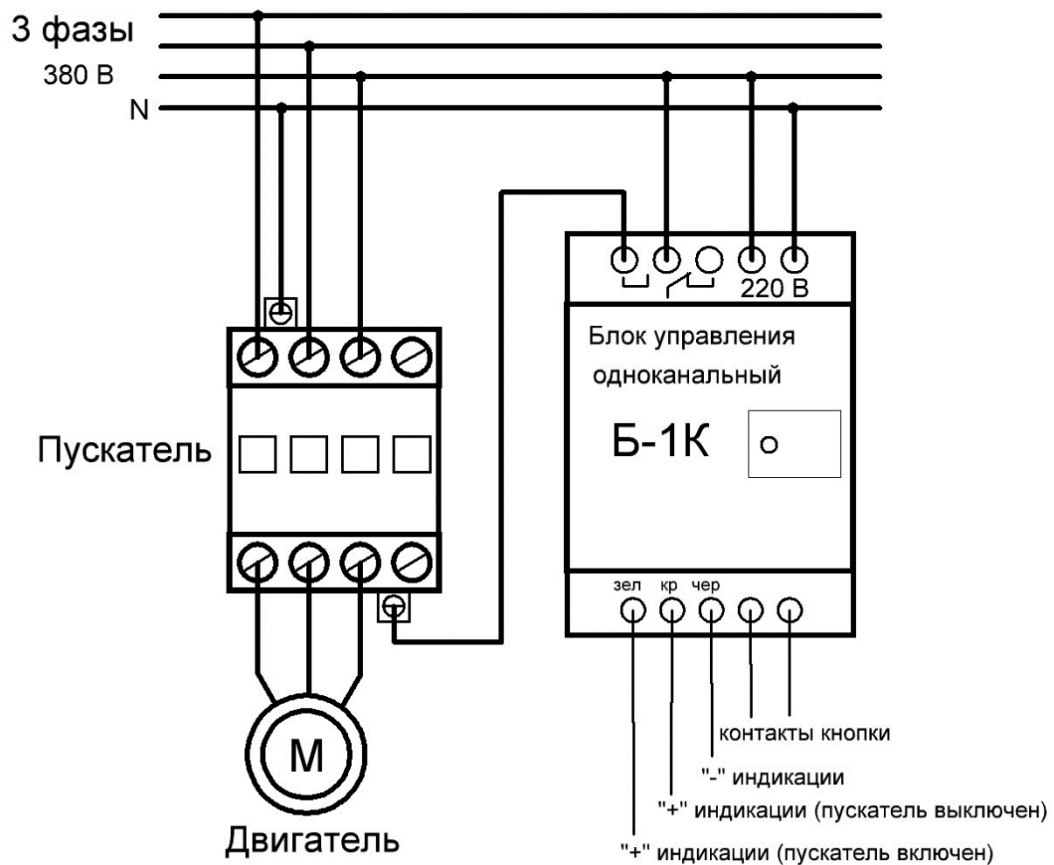 3 фазы
380 В
N
220 В
Блок управления
одноканальный
Б-1К
Пускатель
зел кр чер
контакты кнопки
"-" индикации
"+" индикации (пускатель выключен)
"+" индикации (пускатель включен)
М
Двигатель